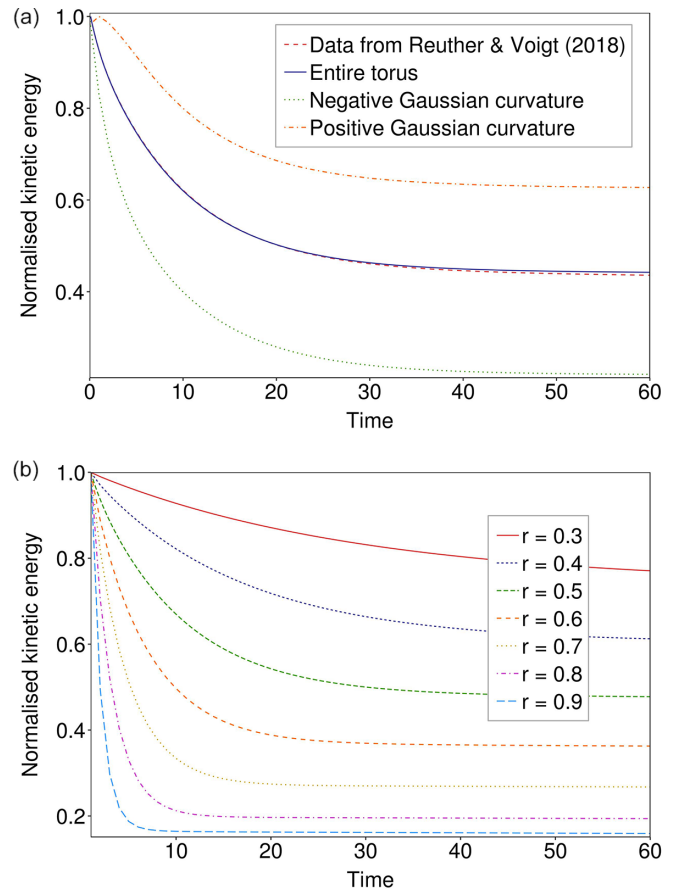 (a)
1.0
0.8
0.6
0.4
Normalised kinetic energy
Data from Reuther & Voigt (2018)
Entire torus
Negative Gaussian curvature
Positive Gaussian curvature
0 10 20 30 40 50 60
Time
(b)
1.0
0.8
0.6
0.4
0.2
Normalised kinetic energy
r = 0.3
r = 0.4
r = 0.5
r = 0.6
r = 0.7
r = 0.8
r = 0.9
10 20 30 40 50 60
Time